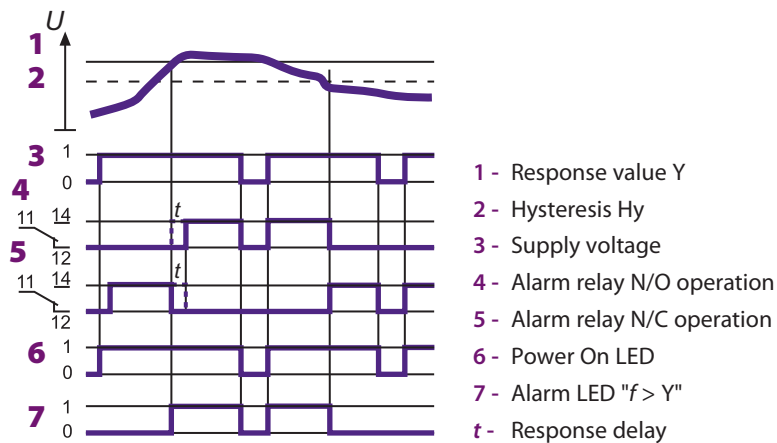 U
1
2
3 1
0
4
11 14 t
5 12
11 14 t
12
6 1
0
7 1
0
1 - Response value Y
2 - Hysteresis Hy
3 - Supply voltage
4 - Alarm relay N/O operation
5 - Alarm relay N/C operation
6 - Power On LED
7 - Alarm LED "f > Y"
t - Response delay